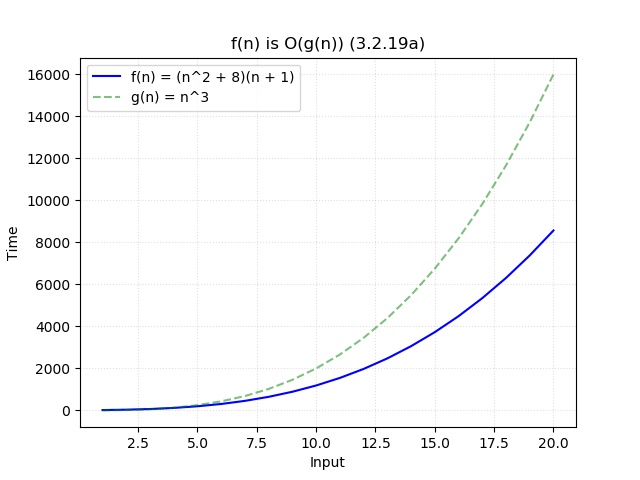 f(n) is O(g(n)) (3.2.19a)
f(n) = (n^2 + 8)(n + 1)
g(n) = n^3
16000
14000
12000
10000
8000
6000
4000
2000
0
Time
2.5 5.0 7.5 10.0 12.5 15.0 17.5 20.0
Input